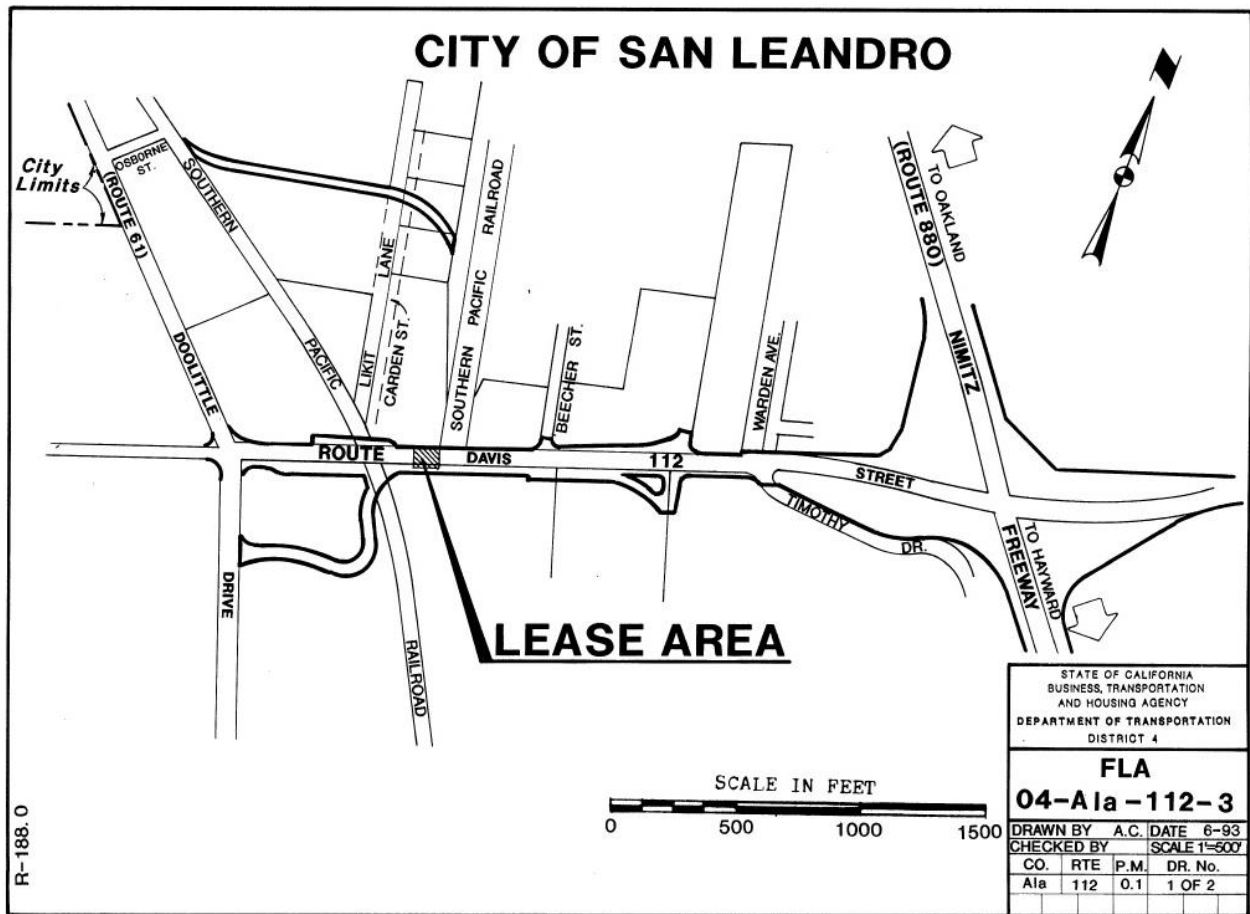 CITY OF SAN LEANDRO
City
Limits
OSBORNE
ST.
(ROUTE 61)
DOOLITTLE
DRIVE
SOUTHERN
PACIFIC
RAILROAD
LIKIT
LANE
CARDEN ST.
SOUTHERN PACIFIC
RAILROAD
BEECHER ST.
WARDEN AVE.
(ROUTE 880)
TO OAKLAND
NIMITZ
FREEWAY
TO HAYWARD
ROUTE
DAVIS
112
STREET
TIMOTHY
DR.
LEASE AREA
SCALE IN FEET
0 500 1000 1500
R-188.0
STATE OF CALIFORNIA
BUSINESS, TRANSPORTATION
AND HOUSING AGENCY
DEPARTMENT OF TRANSPORTATION
DISTRICT 4
FLA
04-Ala-112-3
DRAWN BY A.C. DATE 6-93
CHECKED BY SCALE 1"=500'
CO. RTE P.M. DR. No.
Ala 112 0.1 1 OF 2